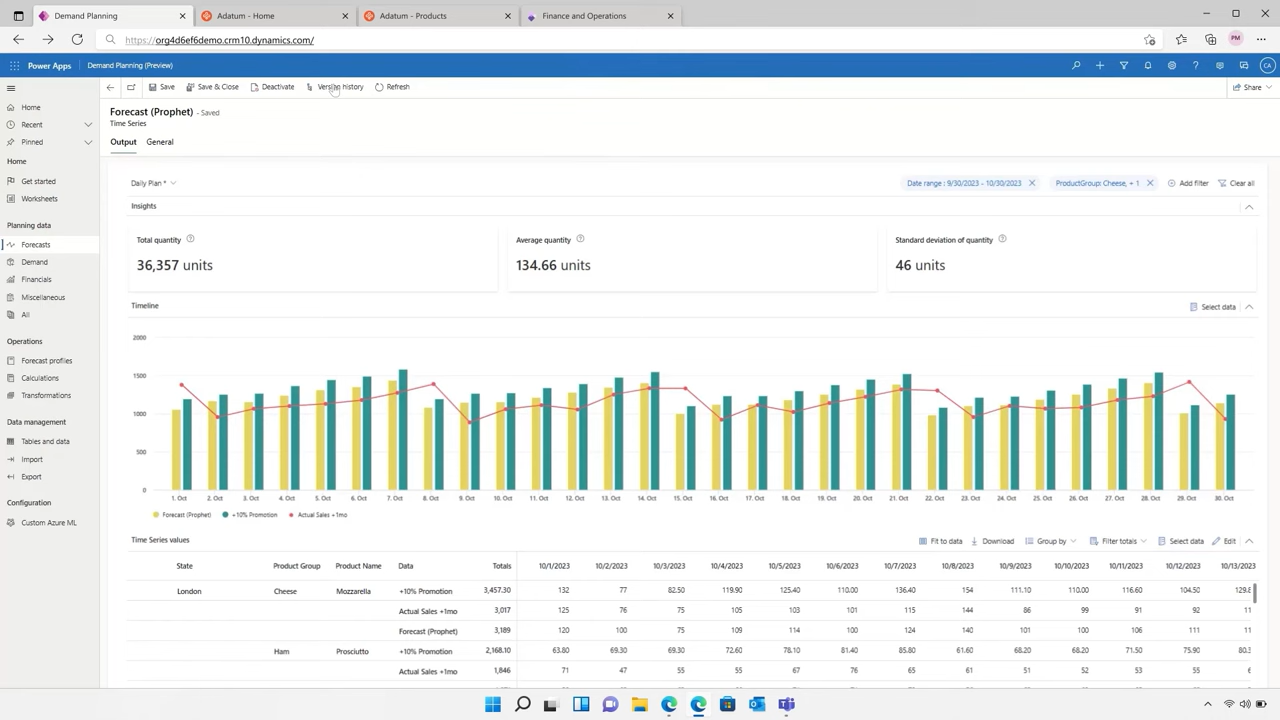 Demand Planning
Adatum - Home
Adatum - Products
Finance and Operations
https://org4d6ef6demo.crm10.dynamics.com/
PM
Power Apps
Demand Planning (Preview)
CA
Save
Save & Close
Deactivate
Version history
Refresh
Share
Home
Recent
Pinned
Home
Get started
Worksheets
Planning data
Forecasts
Demand
Financials
Miscellaneous
All
Operations
Forecast profiles
Calculations
Transformations
Data management
Tables and data
Import
Export
Configuration
Custom Azure ML
Forecast (Prophet) - Saved
Time Series
Output General
Daily Plan *
Date range : 9/30/2023 - 10/30/2023
ProductGroup: Cheese, + 1
Add filter
Clear all
Insights
Total quantity
36,357 units
Average quantity
134.66 units
Standard deviation of quantity
46 units
Timeline
Select data
2000
1500
1000
500
0
1. Oct 2. Oct 3. Oct 4. Oct 5. Oct 6. Oct 7. Oct 8. Oct 9. Oct 10. Oct 11. Oct 12. Oct 13. Oct 14. Oct 15. Oct 16. Oct 17. Oct 18. Oct 19. Oct 20. Oct 21. Oct 22. Oct 23. Oct 24. Oct 25. Oct 26. Oct 27. Oct 28. Oct 29. Oct 30. Oct
Forecast (Prophet) +10% Promotion Actual Sales +1mo
Time Series values
Fit to data Download Group by Filter totals Select data Edit
State Product Group Product Name Data Totals 10/1/2023 10/2/2023 10/3/2023 10/4/2023 10/5/2023 10/6/2023 10/7/2023 10/8/2023 10/9/2023 10/10/2023 10/11/2023 10/12/2023 10/13/2023
London Cheese Mozzarella +10% Promotion 3,457.30 132 77 82.50 119.90 125.40 110.00 136.40 154 111.10 110.00 116.60 104.50 129.8
Actual Sales +1mo 3,017 125 76 75 105 103 101 115 144 86 99 91 92 11
Forecast (Prophet) 3,189 120 100 75 109 114 100 124 140 101 100 106 111 11
Ham Prosciutto +10% Promotion 2,168.10 63.80 69.30 69.30 72.60 78.10 81.40 85.80 61.60 68.20 68.20 71.50 75.90 80.3
Actual Sales +1mo 1,846 71 47 55 55 67 76 65 61 51 52 53 55 6